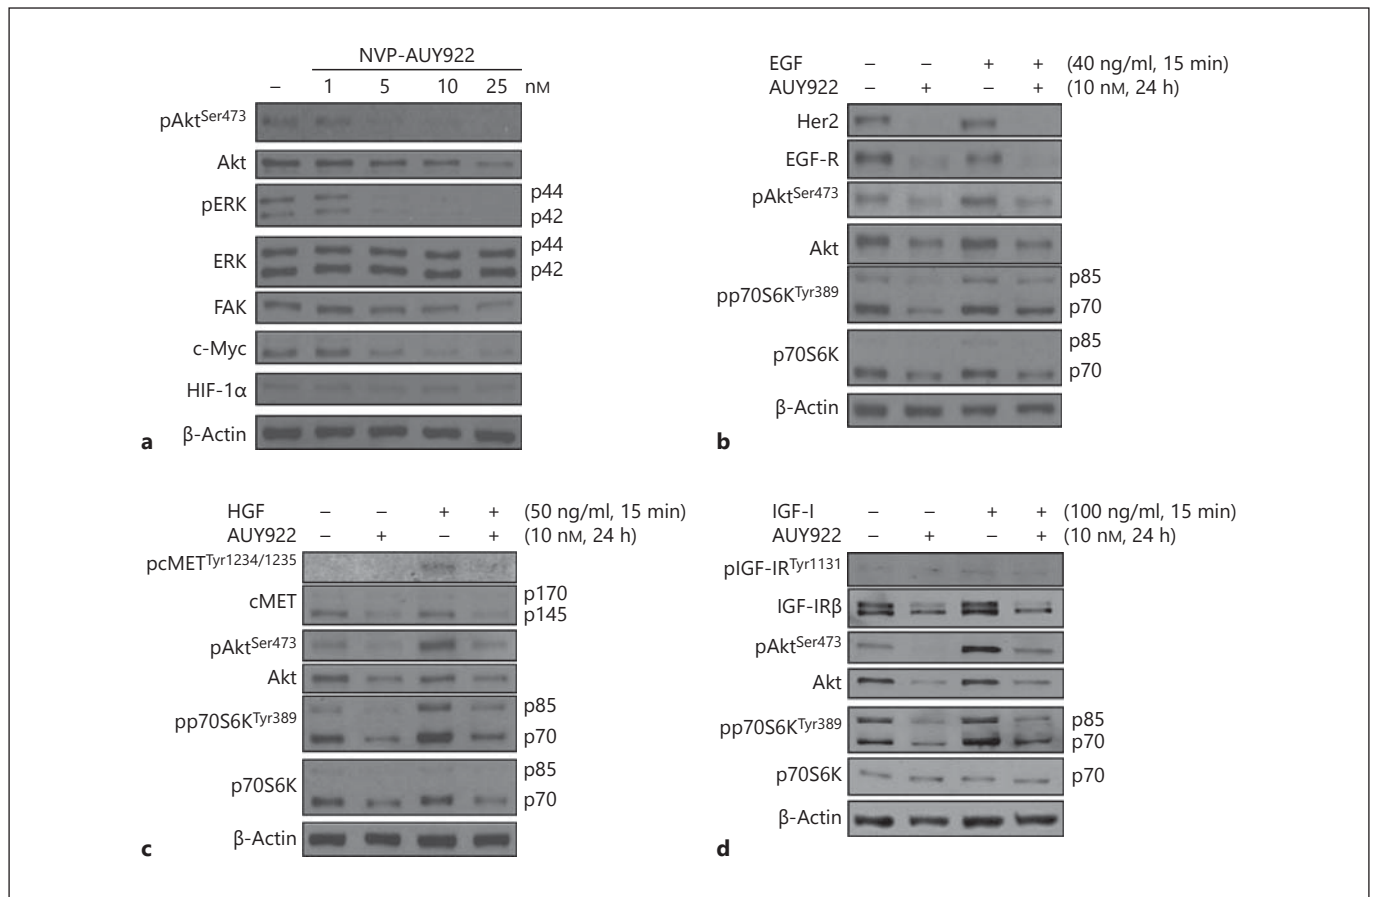 NVP-AUY922
– 1 5 10 25 nM
pAktSer473
Akt
pERK p44
p42
ERK p44
p42
FAK
c-Myc
HIF-1α
β-Actin
a
EGF – – + + (40 ng/ml, 15 min)
AUY922 – + – + (10 nM, 24 h)
Her2
EGF-R
pAktSer473
Akt
pp70S6KTyr389 p85
p70
p70S6K p85
p70
β-Actin
b
HGF – – + + (50 ng/ml, 15 min)
AUY922 – + – + (10 nM, 24 h)
pcMETTyr1234/1235
cMET p170
p145
pAktSer473
Akt
pp70S6KTyr389 p85
p70
p70S6K p85
p70
β-Actin
c
IGF-I – – + + (100 ng/ml, 15 min)
AUY922 – + – + (10 nM, 24 h)
pIGF-IRTyr1131
IGF-IRβ
pAktSer473
Akt
pp70S6KTyr389 p85
p70
p70S6K p70
β-Actin
d